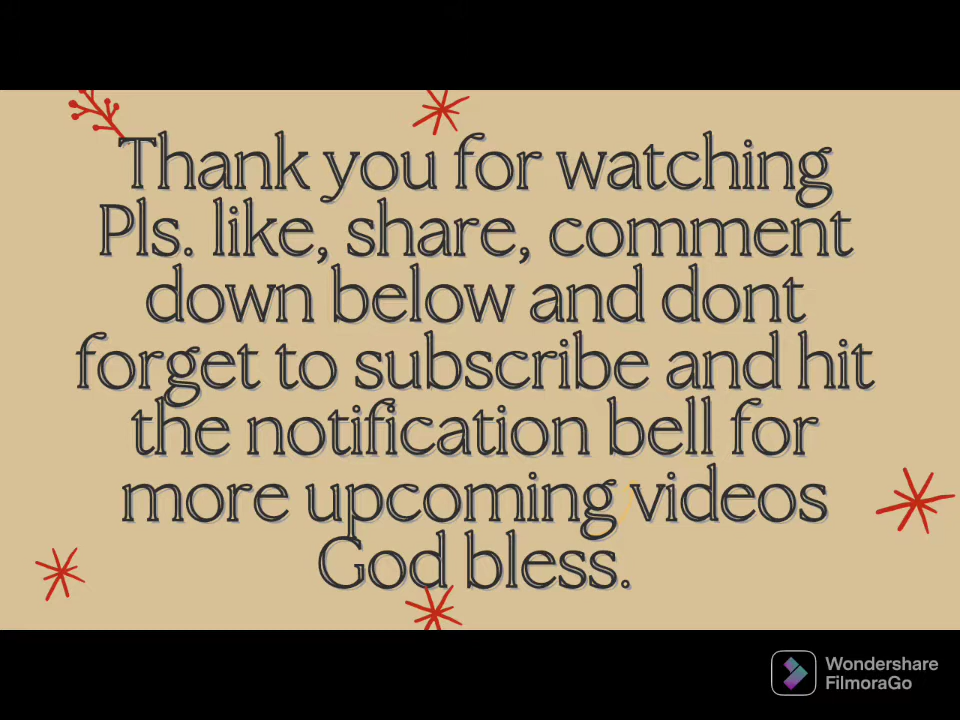 Thank you for watching
Pls. like, share, comment
down below and dont
forget to subscribe and hit
the notification bell for
more upcoming videos
God bless.
Wondershare
FilmoraGo